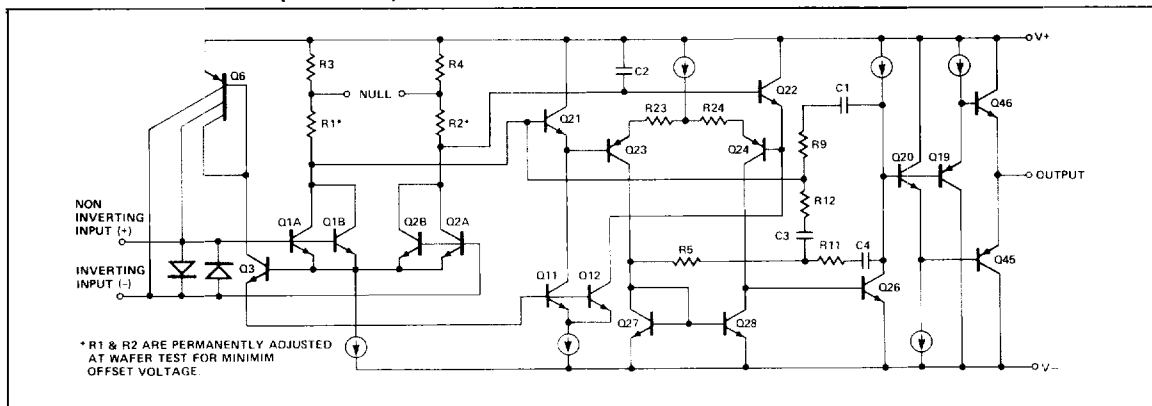 V+
Q6
R3
R4
NULL
R1*
R2*
C2
Q21
R23
R24
Q22
C1
Q46
Q23
Q24
R9
Q20
Q19
OUTPUT
NON
INVERTING
INPUT (+)
R12
Q1A
Q1B
Q2B
Q2A
C3
Q3
R5
R11
C4
Q45
INVERTING
INPUT (-)
Q11
Q12
Q26
Q27
Q28
* R1 & R2 ARE PERMANENTLY ADJUSTED
AT WAFER TEST FOR MINIMIM
OFFSET VOLTAGE.
V-